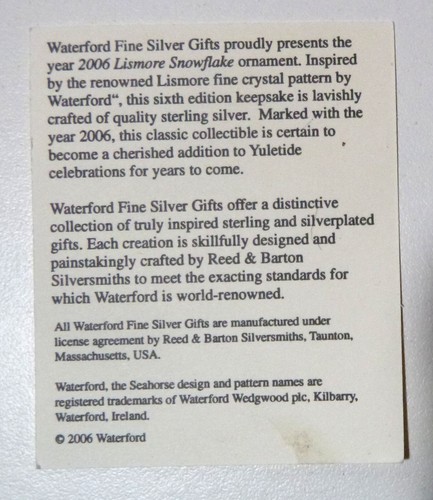 Waterford Fine Silver Gifts proudly presents the
year 2006 Lismore Snowflake ornament. Inspired
by the renowned Lismore fine crystal pattern by
Waterford“, this sixth edition keepsake is lavishly
crafted of quality sterling silver. Marked with the
year 2006, this classic collectible is certain to
become a cherished addition to Yuletide
celebrations for years to come.
Waterford Fine Silver Gifts offer a distinctive
collection of truly inspired sterling and silverplated
gifts. Each creation is skillfully designed and
painstakingly crafted by Reed & Barton
Silversmiths to meet the exacting standards for
which Waterford is world-renowned.
All Waterford Fine Silver Gifts are manufactured under
license agreement by Reed & Barton Silversmiths, Taunton,
Massachusetts, USA.
Waterford, the Seahorse design and pattern names are
registered trademarks of Waterford Wedgwood plc, Kilbarry,
Waterford, Ireland.
© 2006 Waterford